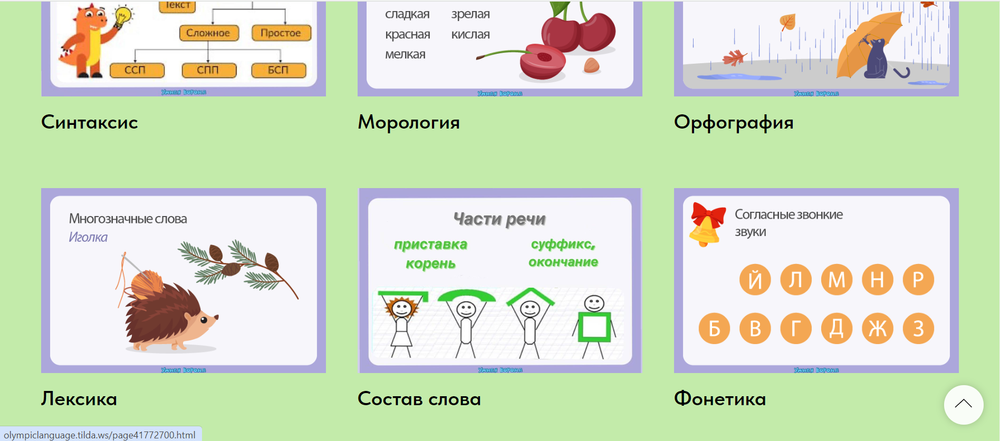 Текст
Сложное
Простое
ССП
СПП
БСП
Умная ворона
сладкая зрелая
красная кислая
мелкая
Умная ворона
Умная ворона
Синтаксис
Морология
Орфография
Многозначные слова
Иголка
Умная ворона
Части речи
приставка
корень
суффикс,
окончание
Умная ворона
Согласные звонкие
звуки
Й Л М Н Р
Б В Г Д Ж З
Умная ворона
Лексика
Состав слова
Фонетика
olympiclanguage.tilda.ws/page41772700.html